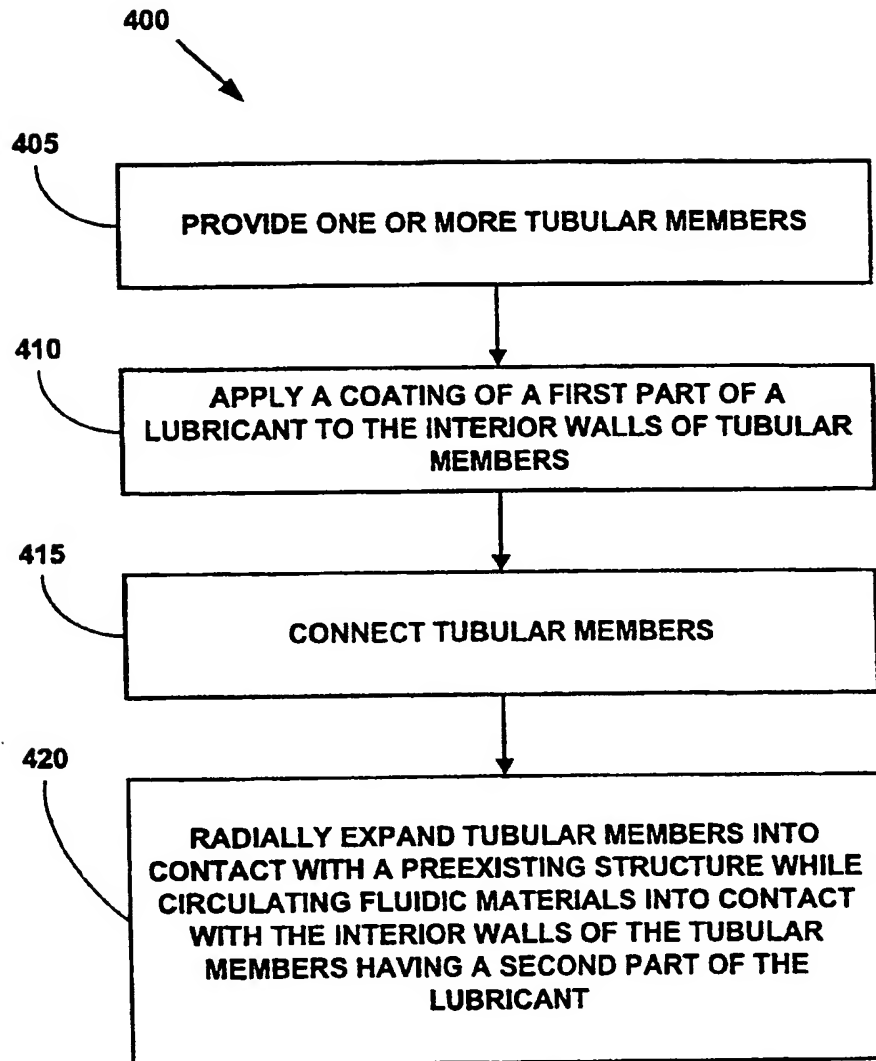 400
405
PROVIDE ONE OR MORE TUBULAR MEMBERS
410
APPLY A COATING OF A FIRST PART OF A
LUBRICANT TO THE INTERIOR WALLS OF TUBULAR
MEMBERS
415
CONNECT TUBULAR MEMBERS
420
RADIALLY EXPAND TUBULAR MEMBERS INTO
CONTACT WITH A PREEXISTING STRUCTURE WHILE
CIRCULATING FLUIDIC MATERIALS INTO CONTACT
WITH THE INTERIOR WALLS OF THE TUBULAR
MEMBERS HAVING A SECOND PART OF THE
LUBRICANT